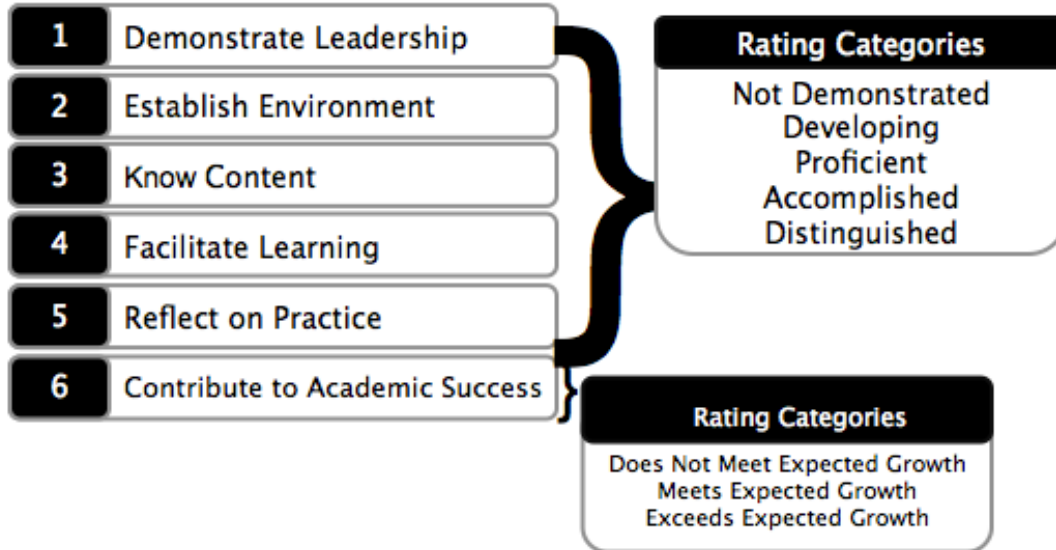 1 Demonstrate Leadership
2 Establish Environment
3 Know Content
4 Facilitate Learning
5 Reflect on Practice
6 Contribute to Academic Success
Rating Categories
Not Demonstrated
Developing
Proficient
Accomplished
Distinguished
Rating Categories
Does Not Meet Expected Growth
Meets Expected Growth
Exceeds Expected Growth